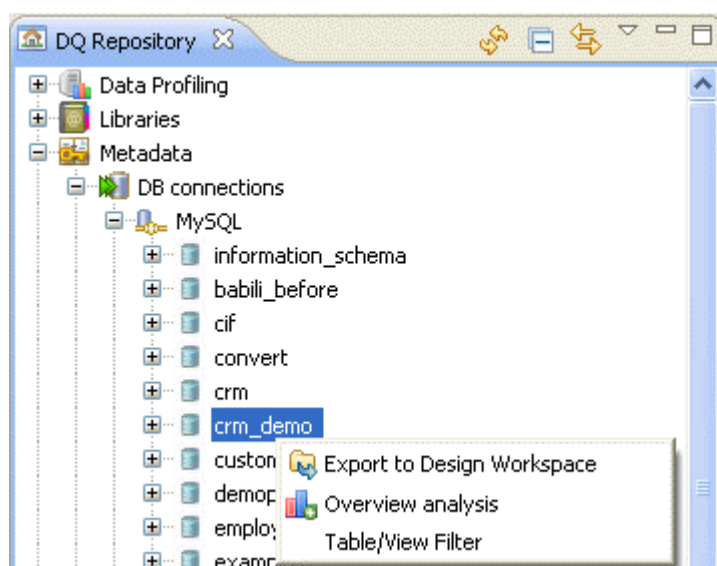 DQ Repository
Data Profiling
Libraries
Metadata
DB connections
MySQL
information_schema
babili_before
cif
convert
crm
crm_demo
Export to Design Workspace
Overview analysis
Table/View Filter